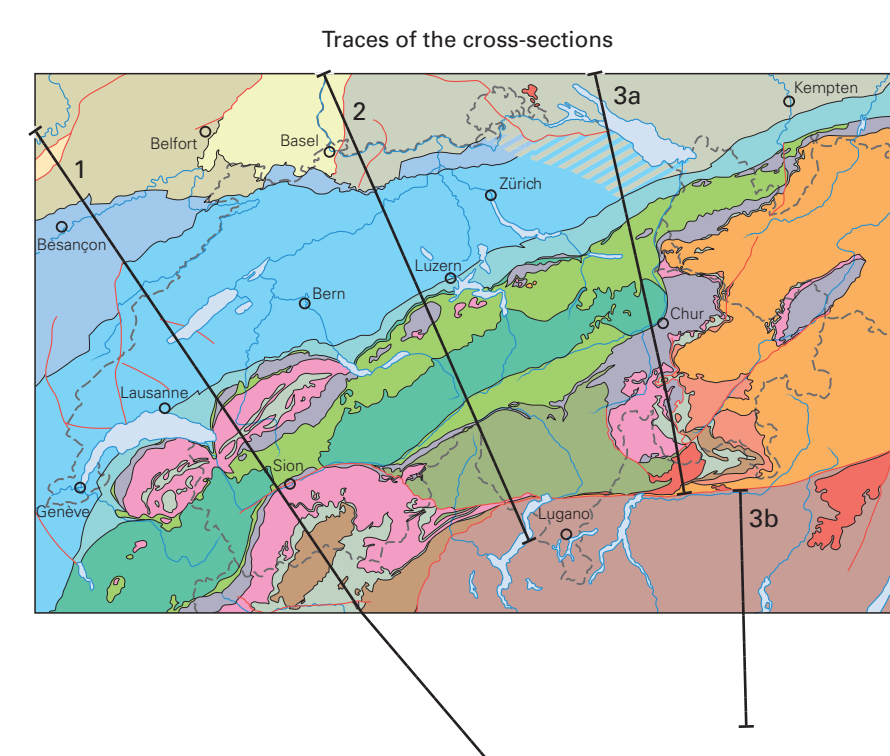 Traces of the cross-sections
Kempten
3a
2
Belfort
Basel
1
Zürich
Besançon
Luzern
Bern
Chur
Lausanne
Sion
Genève
Lugano
3b